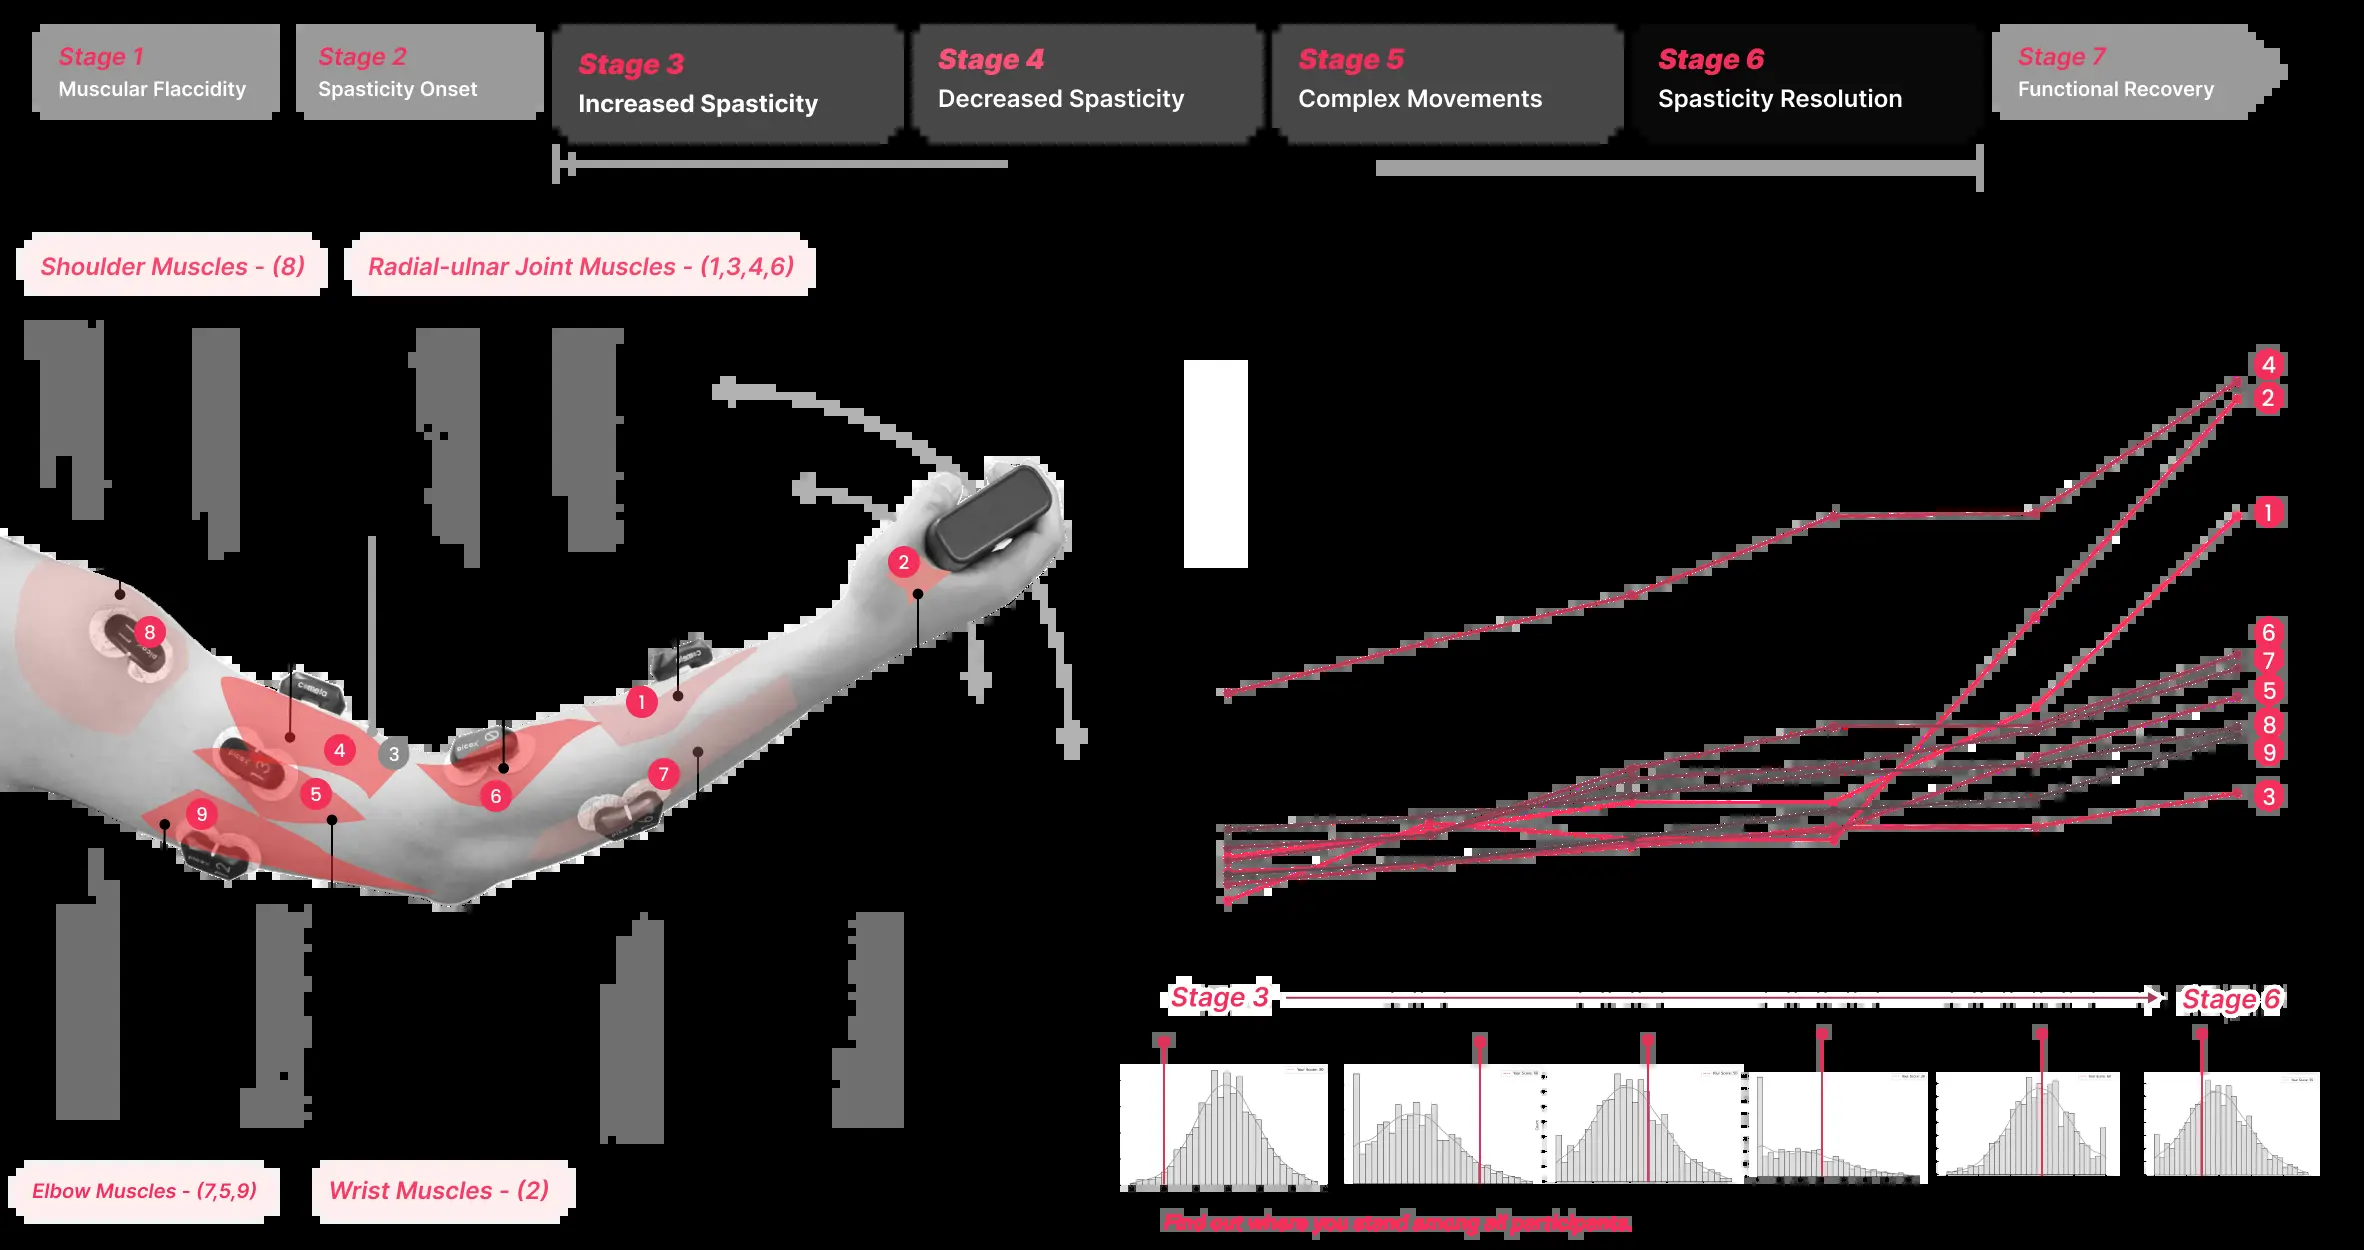 Stage 1
Muscular Flaccidity
Stage 2
Spasticity Onset
Stage 3
Increased Spasticity
Stage 4
Decreased Spasticity
Stage 5
Complex Movements
Stage 6
Spasticity Resolution
Stage 7
Functional Recovery
Shoulder Muscles - (8)
Radial-ulnar Joint Muscles - (1,3,4,6)
8
4
3
5
9
6
1
7
2
cometa
4
2
1
6
7
5
8
9
3
Elbow Muscles - (7,5,9)
Wrist Muscles - (2)
Stage 3
Stage 6
Find out where you stand among all participants.